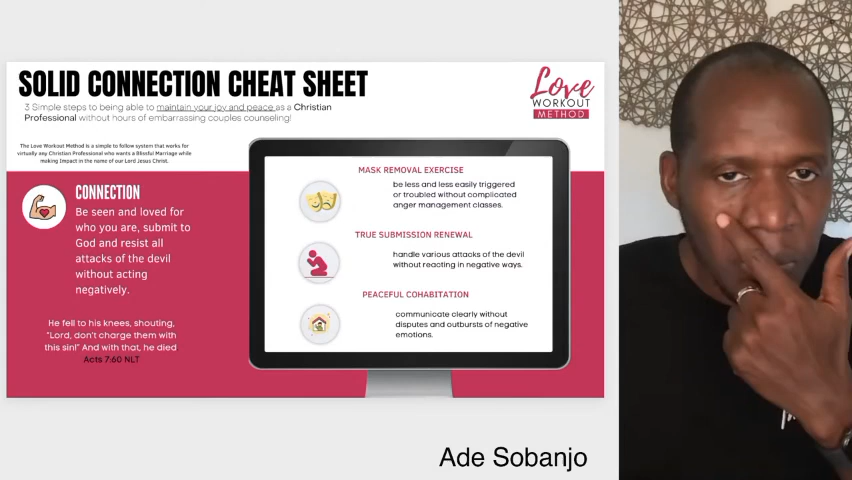 SOLID CONNECTION CHEAT SHEET
3 Simple steps to being able to maintain your joy and peace as a Christian
Professional without hours of embarrassing couples counseling!
Love
WORKOUT
METHOD
The Love Workout Method is a simple to follow system that works for
virtually any Christian Professional who wants a Blissful Marriage while
making Impact in the name of our Lord Jesus Christ.
CONNECTION
Be seen and loved for
who you are, submit to
God and resist all
attacks of the devil
without acting
negatively.
He fell to his knees, shouting,
"Lord, don't charge them with
this sin!" And with that, he died
Acts 7:60 NLT
MASK REMOVAL EXERCISE
be less and less easily triggered
or troubled without complicated
anger management classes.
TRUE SUBMISSION RENEWAL
handle various attacks of the devil
without reacting in negative ways.
PEACEFUL COHABITATION
communicate clearly without
disputes and outbursts of negative
emotions.
Ade Sobanjo